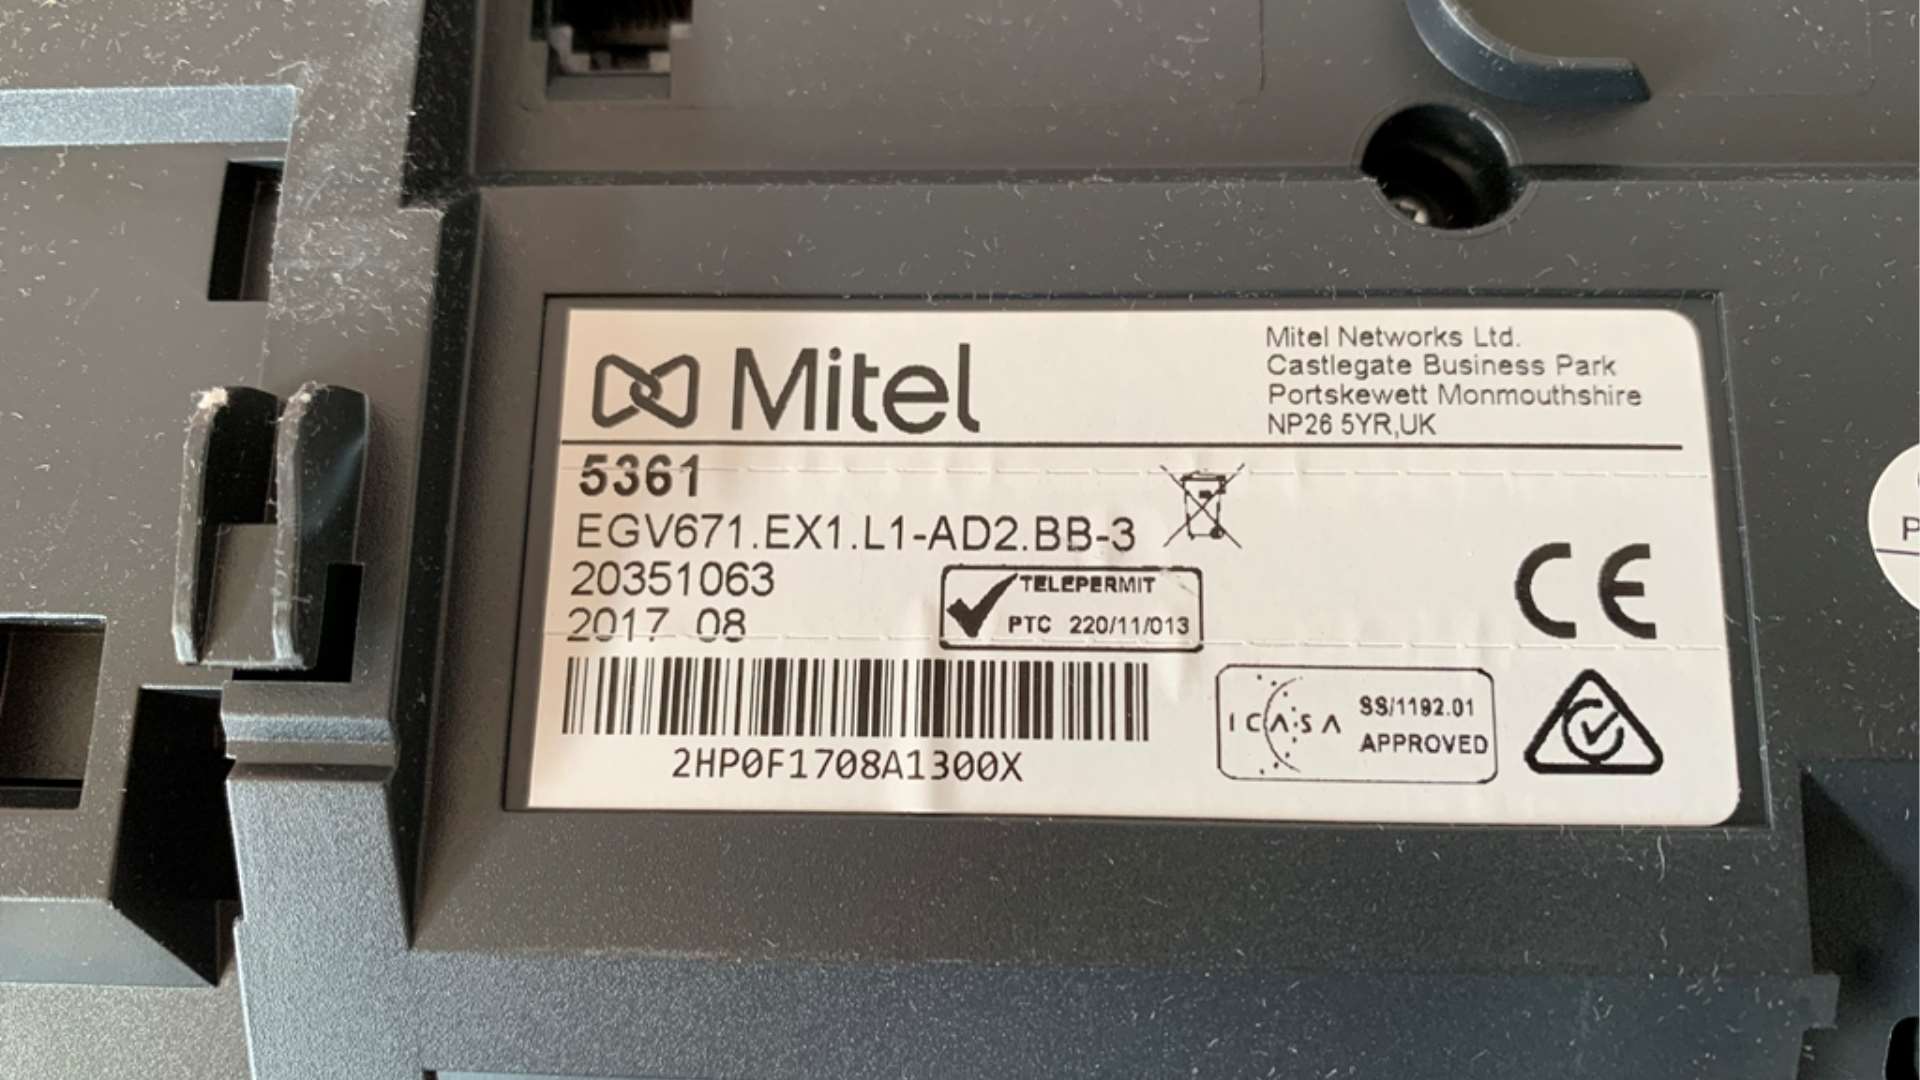 Mitel
Mitel Networks Ltd.
Castlegate Business Park
Portskewett Monmouthshire
NP26 5YR,UK
5361
EGV671.EX1.L1-AD2.BB-3
20351063
2017 08
TELEPERMIT
PTC 220/11/013
CE
2HP0F1708A1300X
ICASA
SS/1192.01
APPROVED